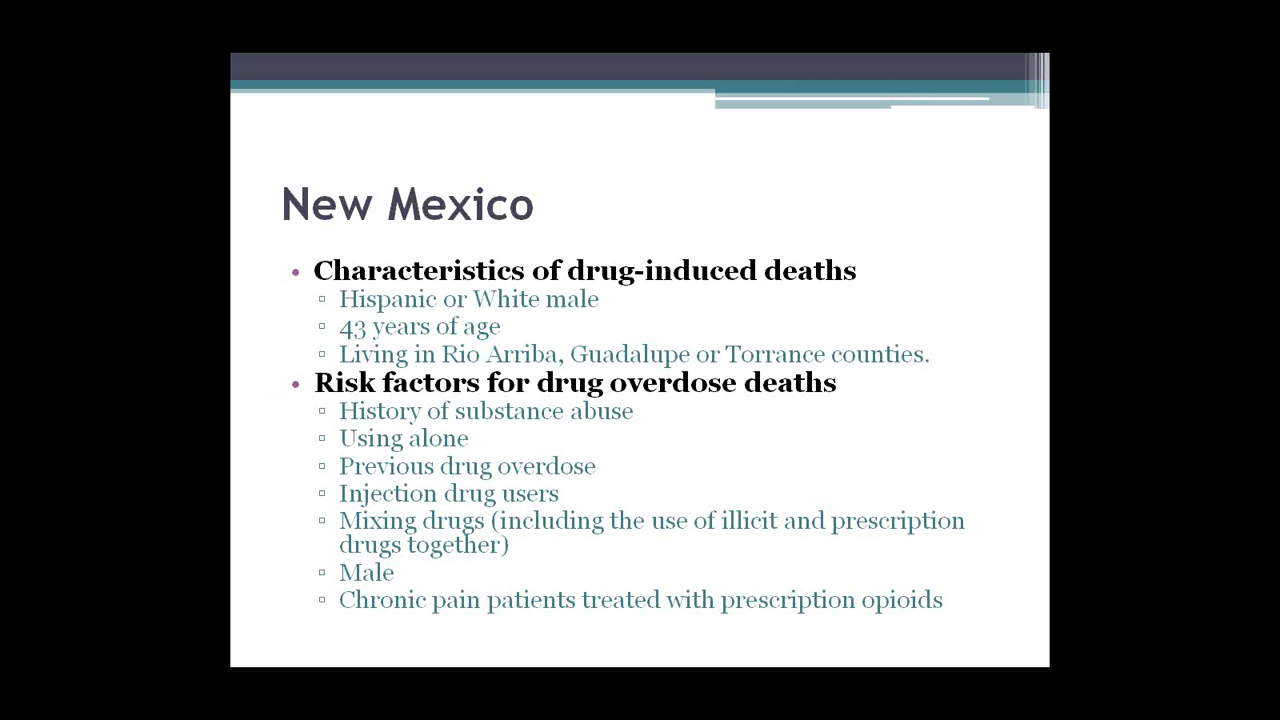 New Mexico
• Characteristics of drug-induced deaths
▫ Hispanic or White male
▫ 43 years of age
▫ Living in Rio Arriba, Guadalupe or Torrance counties.
• Risk factors for drug overdose deaths
▫ History of substance abuse
▫ Using alone
▫ Previous drug overdose
▫ Injection drug users
▫ Mixing drugs (including the use of illicit and prescription
drugs together)
▫ Male
▫ Chronic pain patients treated with prescription opioids